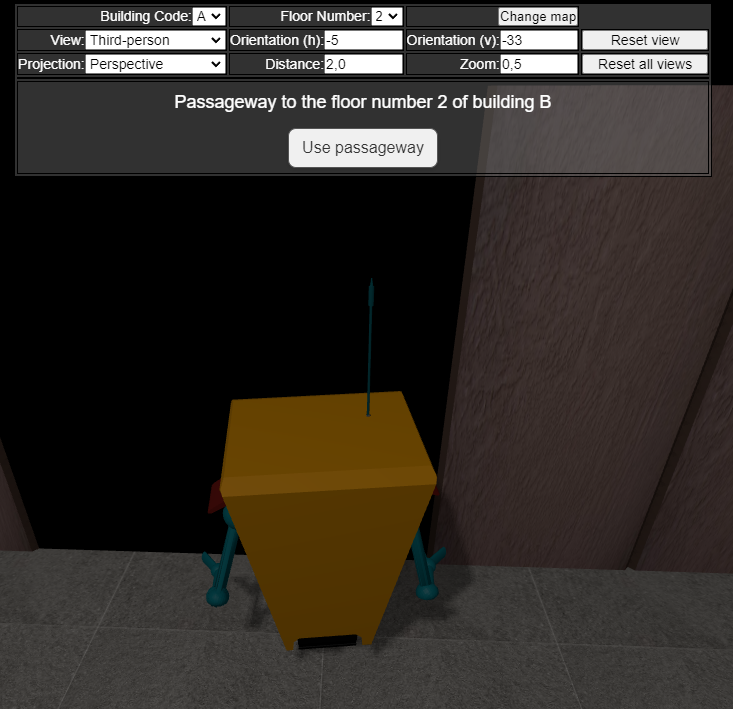 Building Code: A Floor Number: 2 Change map
View: Third-person Orientation (h): -5 Orientation (v): -33 Reset view
Projection: Perspective Distance: 2,0 Zoom: 0,5 Reset all views
Passageway to the floor number 2 of building B
Use passageway